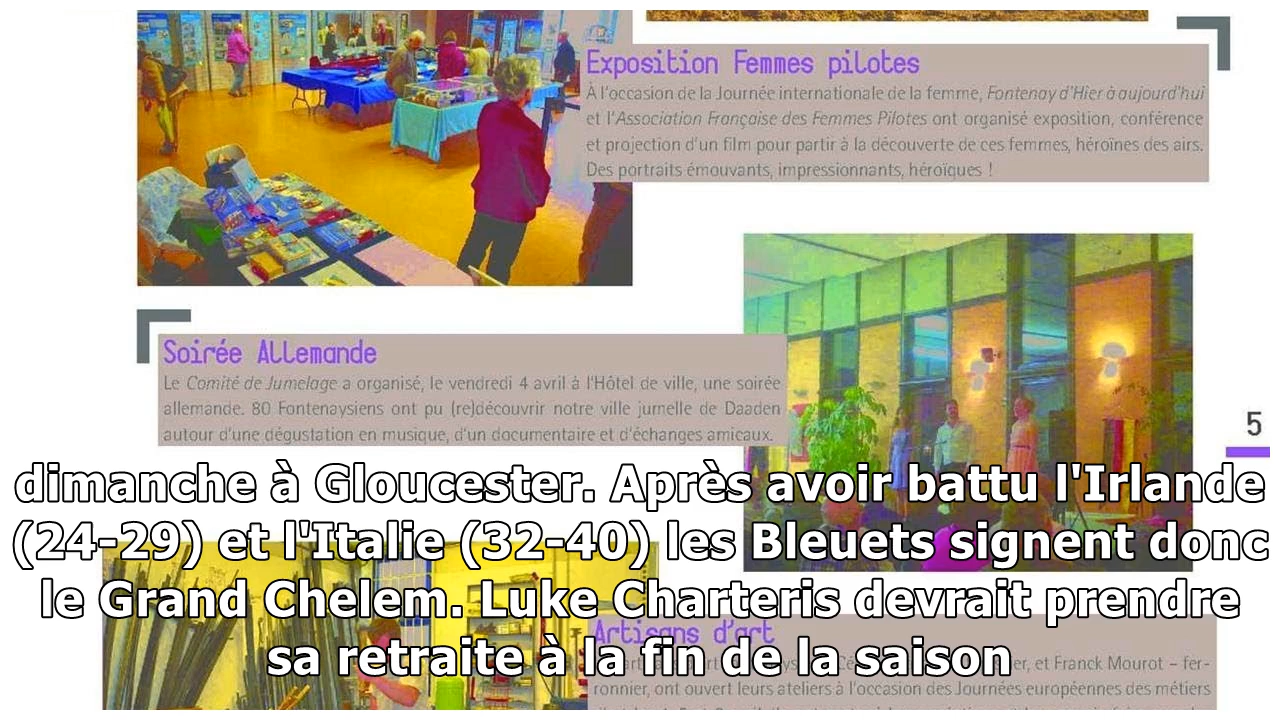 Exposition Femmes pilotes
À l'occasion de la Journée internationale de la femme, Fontenay d'Hier à aujourd'hui
et l'Association Française des Femmes Pilotes ont organisé exposition, conférence
et projection d'un film pour partir à la découverte de ces femmes, héroïnes des airs.
Des portraits émouvants, impressionnants, héroïques !
Soirée Allemande
Le Comité de Jumelage a organisé, le vendredi 4 avril à l'Hôtel de ville, une soirée
allemande. 80 Fontenaysiens ont pu (re)découvrir notre ville jumelle de Daaden
autour d'une dégustation en musique, d'un documentaire et d'échanges amicaux.
5
dimanche à Gloucester. Après avoir battu l'Irlande
(24-29) et l'Italie (32-40) les Bleuets signent donc
le Grand Chelem. Luke Charteris devrait prendre
sa retraite à la fin de la saison
Artisans d'art
et Franck Mourot – fer-
ronnier, ont ouvert leurs ateliers à l'occasion des Journées européennes des métiers